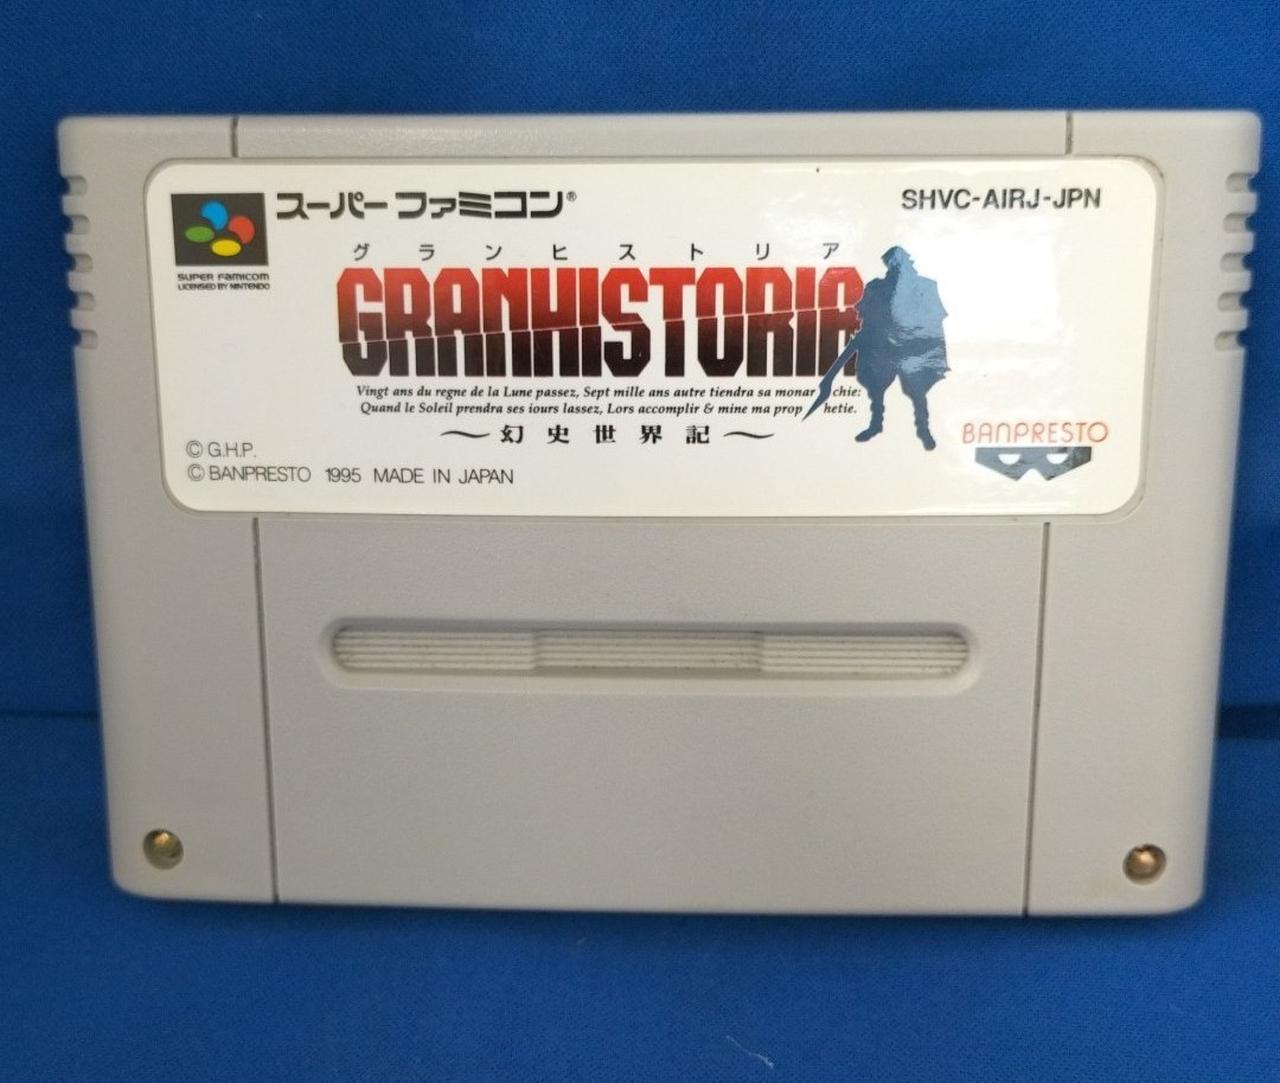 スーパーファミコン®
SHVC-AIRJ-JPN
SUPER FAMICOM
LICENSED BY NINTENDO
グランヒストリア
GRANHISTORIA
Vingt ans du regne de la Lune passez, Sept mille ans autre tiendra sa monar chie:
Quand le Soleil prendra ses iours lassez, Lors accomplir & mine ma prop hetie.
〜幻史世界記〜
BANPRESTO
© G.H.P.
© BANPRESTO 1995 MADE IN JAPAN